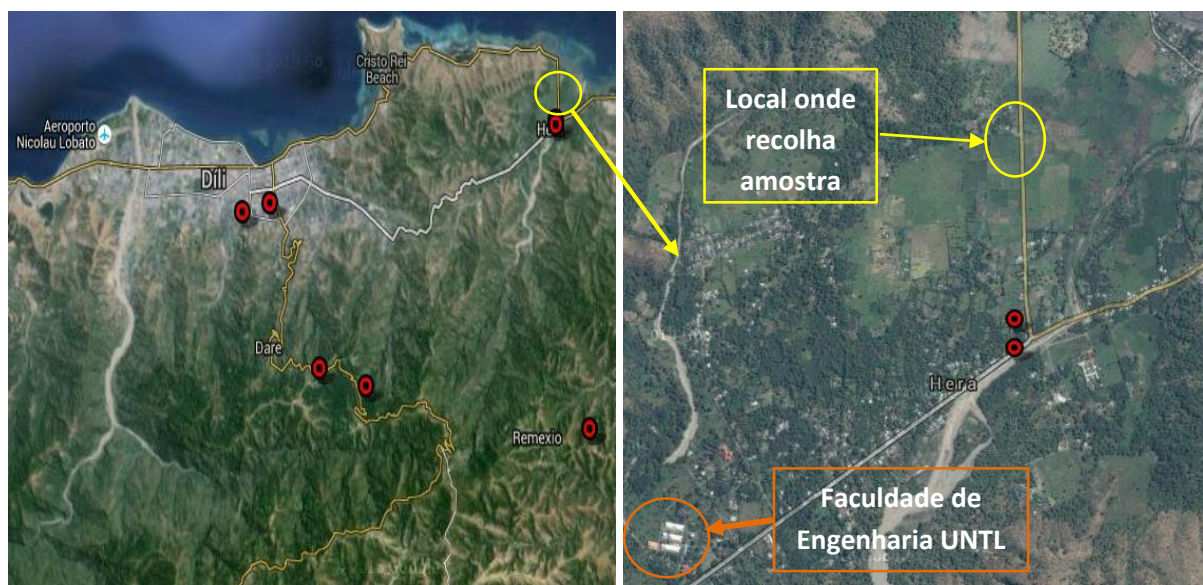 Cristo Rei
Beach
Aeroporto
Nicolau Lobato
Díli
Dare
Remexio
Local onde
recolha
amostra
Hera
Faculdade de
Engenharia UNTL